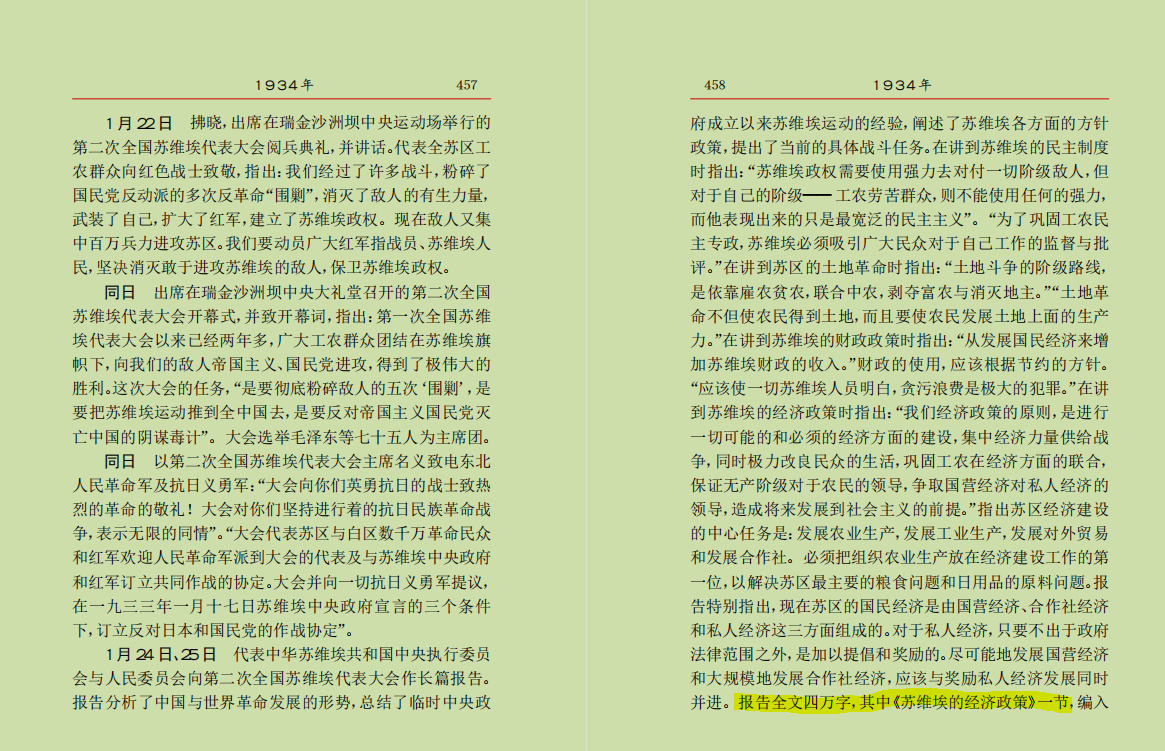 1934年 457
1月22日 拂晓,出席在瑞金沙洲坝中央运动场举行的
第二次全国苏维埃代表大会阅兵典礼,并讲话。代表全苏区工
农群众向红色战士致敬,指出:我们经过了许多战斗,粉碎了
国民党反动派的多次反革命“围剿”,消灭了敌人的有生力量,
武装了自己,扩大了红军,建立了苏维埃政权。现在敌人又集
中百万兵力进攻苏区。我们要动员广大红军指战员、苏维埃人
民,坚决消灭敢于进攻苏维埃的敌人,保卫苏维埃政权。
同日 出席在瑞金沙洲坝中央大礼堂召开的第二次全国
苏维埃代表大会开幕式,并致开幕词,指出:第一次全国苏维
埃代表大会以来已经两年多,广大工农群众团结在苏维埃旗
帜下,向我们的敌人帝国主义、国民党进攻,得到了极伟大的
胜利。这次大会的任务,“是要彻底粉碎敌人的五次‘围剿’,是
要把苏维埃运动推到全中国去,是要反对帝国主义国民党灭
亡中国的阴谋毒计”。大会选举毛泽东等七十五人为主席团。
同日 以第二次全国苏维埃代表大会主席名义致电东北
人民革命军及抗日义勇军:“大会向你们英勇抗日的战士致热
烈的革命的敬礼!大会对你们坚持进行着的抗日民族革命战
争,表示无限的同情”。“大会代表苏区与白区数千万革命民众
和红军欢迎人民革命军派到大会的代表及与苏维埃中央政府
和红军订立共同作战的协定。大会并向一切抗日义勇军提议,
在一九三三年一月十七日苏维埃中央政府宣言的三个条件
下,订立反对日本和国民党的作战协定”。
1月24日、25日 代表中华苏维埃共和国中央执行委员
会与人民委员会向第二次全国苏维埃代表大会作长篇报告。
报告分析了中国与世界革命发展的形势,总结了临时中央政
458 1934年
府成立以来苏维埃运动的经验,阐述了苏维埃各方面的方针
政策,提出了当前的具体战斗任务。在讲到苏维埃的民主制度
时指出:“苏维埃政权需要使用强力去对付一切阶级敌人,但
对于自己的阶级——工农劳苦群众,则不能使用任何的强力,
而他表现出来的只是最宽泛的民主主义”。“为了巩固工农民
主专政,苏维埃必须吸引广大民众对于自己工作的监督与批
评。”在讲到苏区的土地革命时指出:“土地斗争的阶级路线,
是依靠雇农贫农,联合中农,剥夺富农与消灭地主。”“土地革
命不但使农民得到土地,而且要使农民发展土地上面的生产
力。”在讲到苏维埃的财政政策时指出:“从发展国民经济来增
加苏维埃财政的收入。”财政的使用,应该根据节约的方针。
“应该使一切苏维埃人员明白,贪污浪费是极大的犯罪。”在讲
到苏维埃的经济政策时指出:“我们经济政策的原则,是进行
一切可能的和必须的经济方面的建设,集中经济力量供给战
争,同时极力改良民众的生活,巩固工农在经济方面的联合,
保证无产阶级对于农民的领导,争取国营经济对私人经济的
领导,造成将来发展到社会主义的前提。”指出苏区经济建设
的中心任务是:发展农业生产,发展工业生产,发展对外贸易
和发展合作社。必须把组织农业生产放在经济建设工作的第
一位,以解决苏区最主要的粮食问题和日用品的原料问题。报
告特别指出,现在苏区的国民经济是由国营经济、合作社经济
和私人经济这三方面组成的。对于私人经济,只要不出于政府
法律范围之外,是加以提倡和奖励的。尽可能地发展国营经济
和大规模地发展合作社经济,应该与奖励私人经济发展同时
并进。报告全文四万字,其中《苏维埃的经济政策》一节,编入